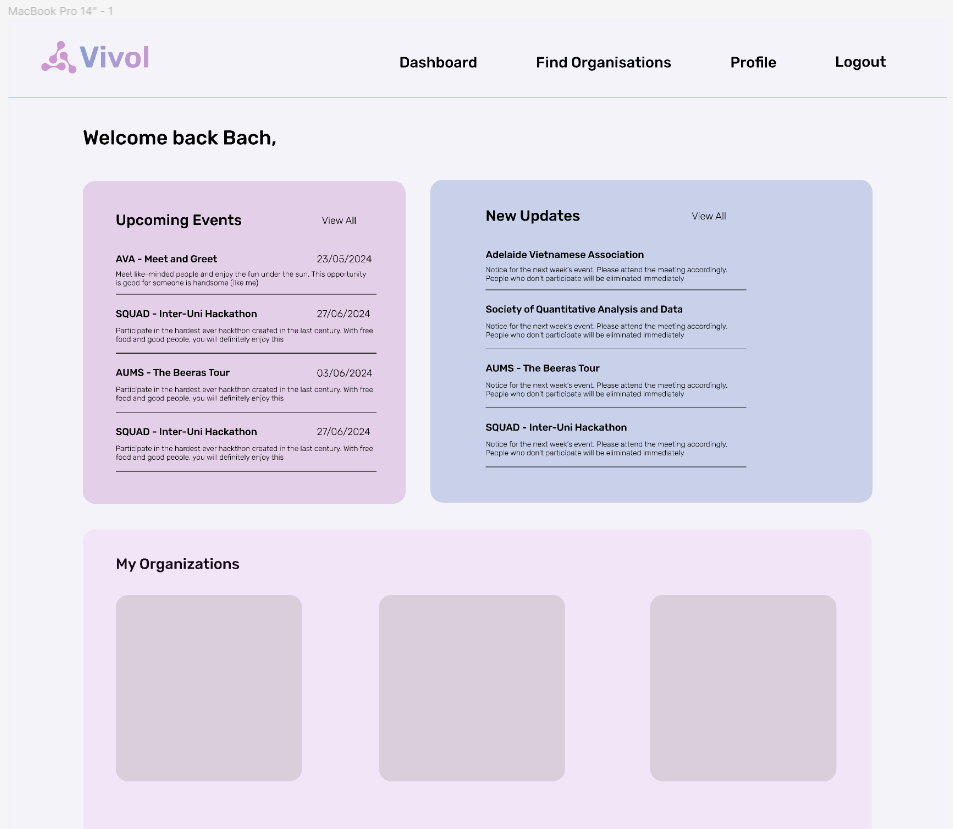 MacBook Pro 14" - 1
Vivol
Dashboard
Find Organisations
Profile
Logout
Welcome back Bach,
Upcoming Events
View All
AVA - Meet and Greet
23/05/2024
Meet like-minded people and enjoy the fun under the sun. This opportunity
is good for someone is handsome (like me)
SQUAD - Inter-Uni Hackathon
27/06/2024
Participate in the hardest ever hackthon created in the last century. With free
food and good people, you will definitely enjoy this
AUMS - The Beeras Tour
03/06/2024
Participate in the hardest ever hackthon created in the last century. With free
food and good people, you will definitely enjoy this
SQUAD - Inter-Uni Hackathon
27/06/2024
Participate in the hardest ever hackthon created in the last century. With free
food and good people, you will definitely enjoy this
New Updates
View All
Adelaide Vietnamese Association
Notice for the next week's event. Please attend the meeting accordingly.
People who don't participate will be eliminated immediately
Society of Quantitative Analysis and Data
Notice for the next week's event. Please attend the meeting accordingly.
People who don't participate will be eliminated immediately
AUMS - The Beeras Tour
Notice for the next week's event. Please attend the meeting accordingly.
People who don't participate will be eliminated immediately
SQUAD - Inter-Uni Hackathon
Notice for the next week's event. Please attend the meeting accordingly.
People who don't participate will be eliminated immediately
My Organizations